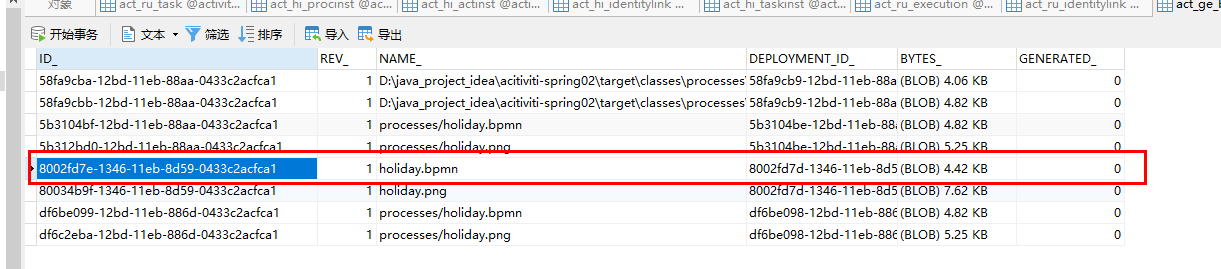 对象 act_ru_task @activit... act_hi_procinst @ac... act_hi_actinst @acti... act_hi_identitylink ... act_hi_taskinst @act... act_ru_execution @... act_ru_identitylink ... act_ge_b
开始事务 文本 筛选 排序 导入 导出
ID_ REV_ NAME_ DEPLOYMENT_ID_ BYTES_ GENERATED_
58fa9cba-12bd-11eb-88aa-0433c2acfca1 1 D:\java_project_idea\acitiviti-spring02\target\classes\processes\ 58fa9cb9-12bd-11eb-88aa (BLOB) 4.06 KB 0
58fa9cbb-12bd-11eb-88aa-0433c2acfca1 1 D:\java_project_idea\acitiviti-spring02\target\classes\processes\ 58fa9cb9-12bd-11eb-88aa (BLOB) 4.82 KB 0
5b3104bf-12bd-11eb-88aa-0433c2acfca1 1 processes/holiday.bpmn 5b3104be-12bd-11eb-88aa (BLOB) 4.82 KB 0
5b312bd0-12bd-11eb-88aa-0433c2acfca1 1 processes/holiday.png 5b3104be-12bd-11eb-88aa (BLOB) 5.25 KB 0
8002fd7e-1346-11eb-8d59-0433c2acfca1 1 holiday.bpmn 8002fd7d-1346-11eb-8d5 (BLOB) 4.42 KB 0
80034b9f-1346-11eb-8d59-0433c2acfca1 1 holiday.png 8002fd7d-1346-11eb-8d5 (BLOB) 7.62 KB 0
df6be099-12bd-11eb-886d-0433c2acfca1 1 processes/holiday.bpmn df6be098-12bd-11eb-886 (BLOB) 4.82 KB 0
df6c2eba-12bd-11eb-886d-0433c2acfca1 1 processes/holiday.png df6be098-12bd-11eb-886 (BLOB) 5.25 KB 0